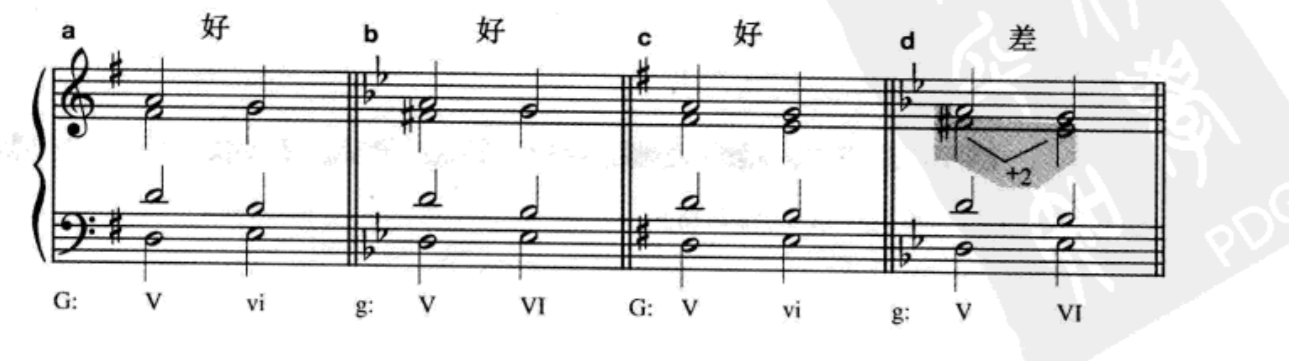 a 好 b 好 c 好 d 差
+2
G: V vi g: V VI G: V vi g: V VI
PDG